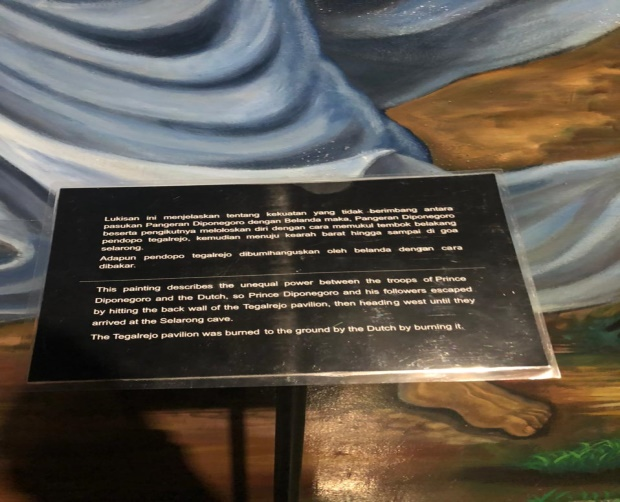 Lukisan ini menjelaskan tentang kekuatan yang tidak berimbang antara
pasukan Pangeran Diponegoro dengan Belanda maka, Pangeran Diponegoro
beserta pengikutnya meloloskan diri dengan cara memukul tembok belakang
pendopo tegalrejo, kemudian menuju kearah barat hingga sampai di goa
selarong.
Adapun pendopo tegalrejo dibumihanguskan oleh belanda dengan cara
dibakar.
This painting describes the unequal power between the troops of Prince
Diponegoro and the Dutch, so Prince Diponegoro and his followers escaped
by hitting the back wall of the Tegalrejo pavilion, then heading west until they
arrived at the Selarong cave.
The Tegalrejo pavilion was burned to the ground by the Dutch by burning it.